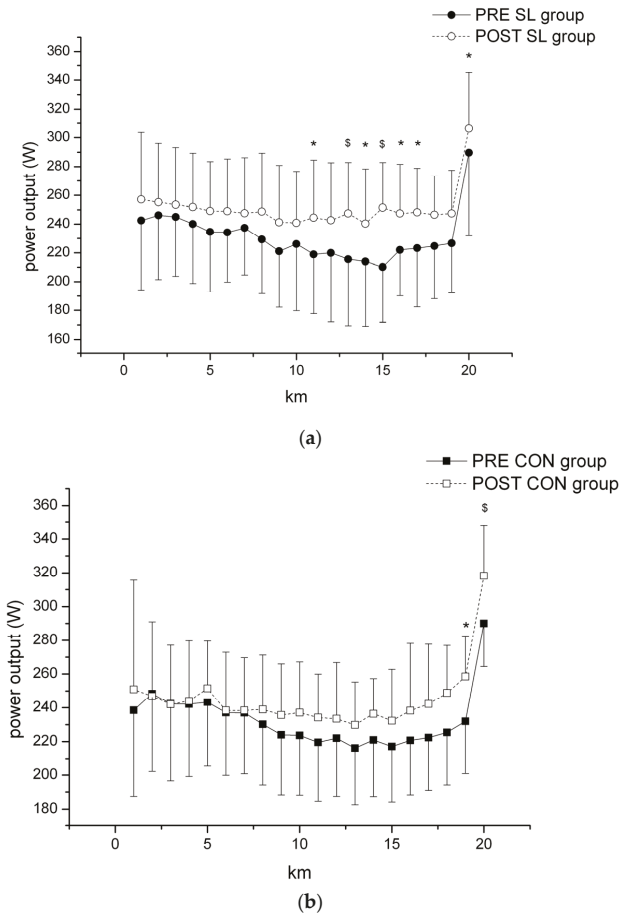 PRE SL group
POST SL group
360
340
320
300
280
260
240
220
200
180
160
power output (W)
* $ * $ * * *
0 5 10 15 20
km
(a)
PRE CON group
POST CON group
360
340
320
300
280
260
240
220
200
180
power output (W)
* $
0 5 10 15 20
km
(b)